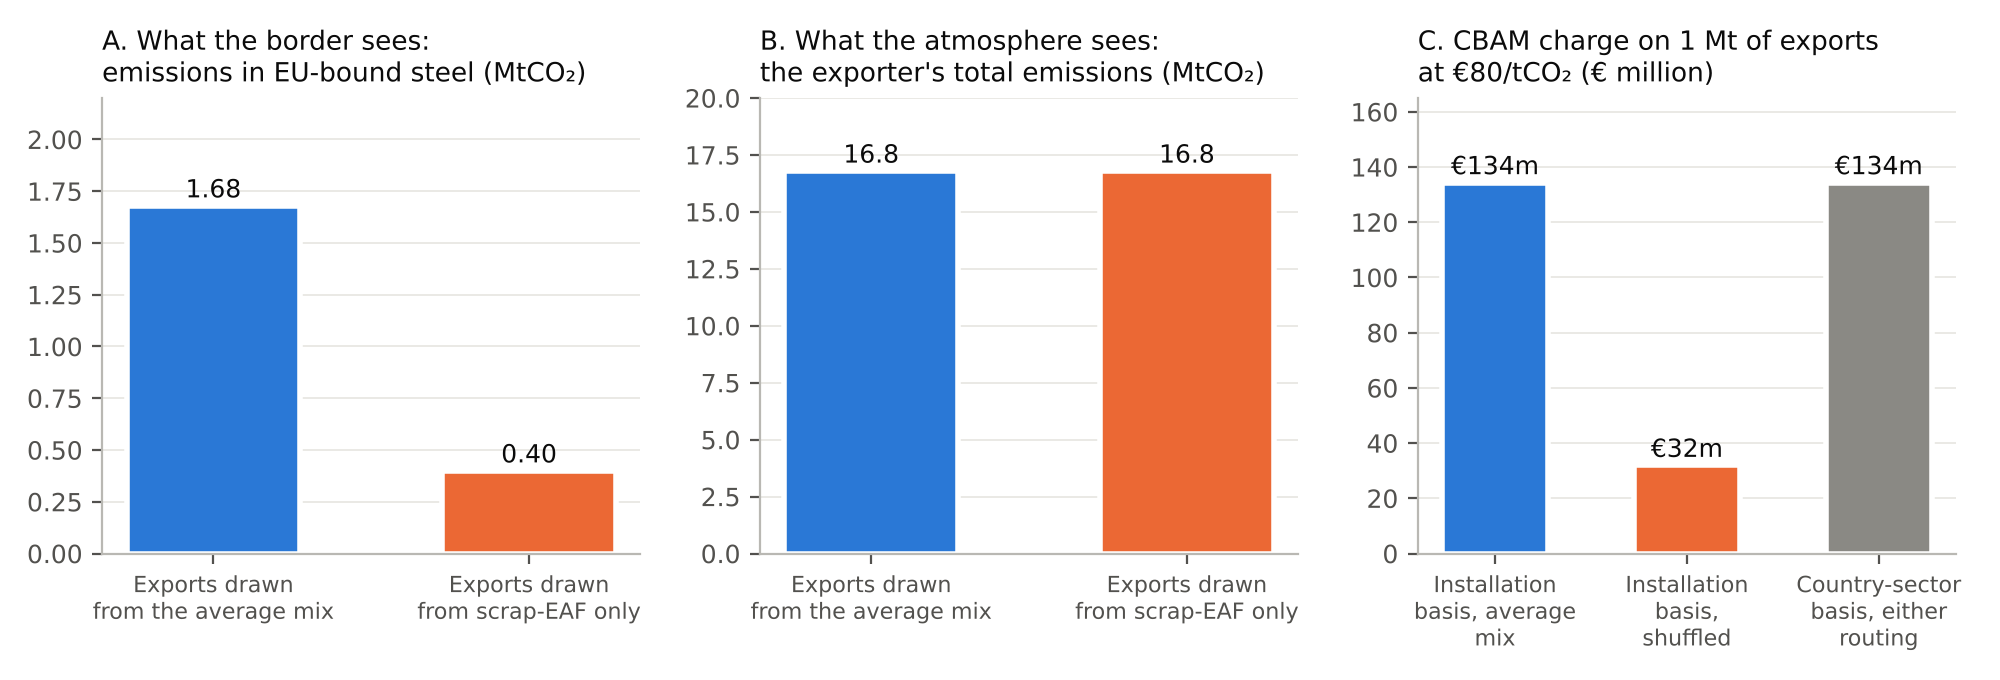 A. What the border sees:
emissions in EU-bound steel (MtCO₂)
2.00
1.75
1.50
1.25
1.00
0.75
0.50
0.25
0.00
1.68
0.40
Exports drawn
from the average mix
Exports drawn
from scrap-EAF only
B. What the atmosphere sees:
the exporter's total emissions (MtCO₂)
20.0
17.5
15.0
12.5
10.0
7.5
5.0
2.5
0.0
16.8
16.8
Exports drawn
from the average mix
Exports drawn
from scrap-EAF only
C. CBAM charge on 1 Mt of exports
at €80/tCO₂ (€ million)
160
140
120
100
80
60
40
20
0
€134m
€32m
€134m
Installation
basis, average
mix
Installation
basis,
shuffled
Country-sector
basis, either
routing